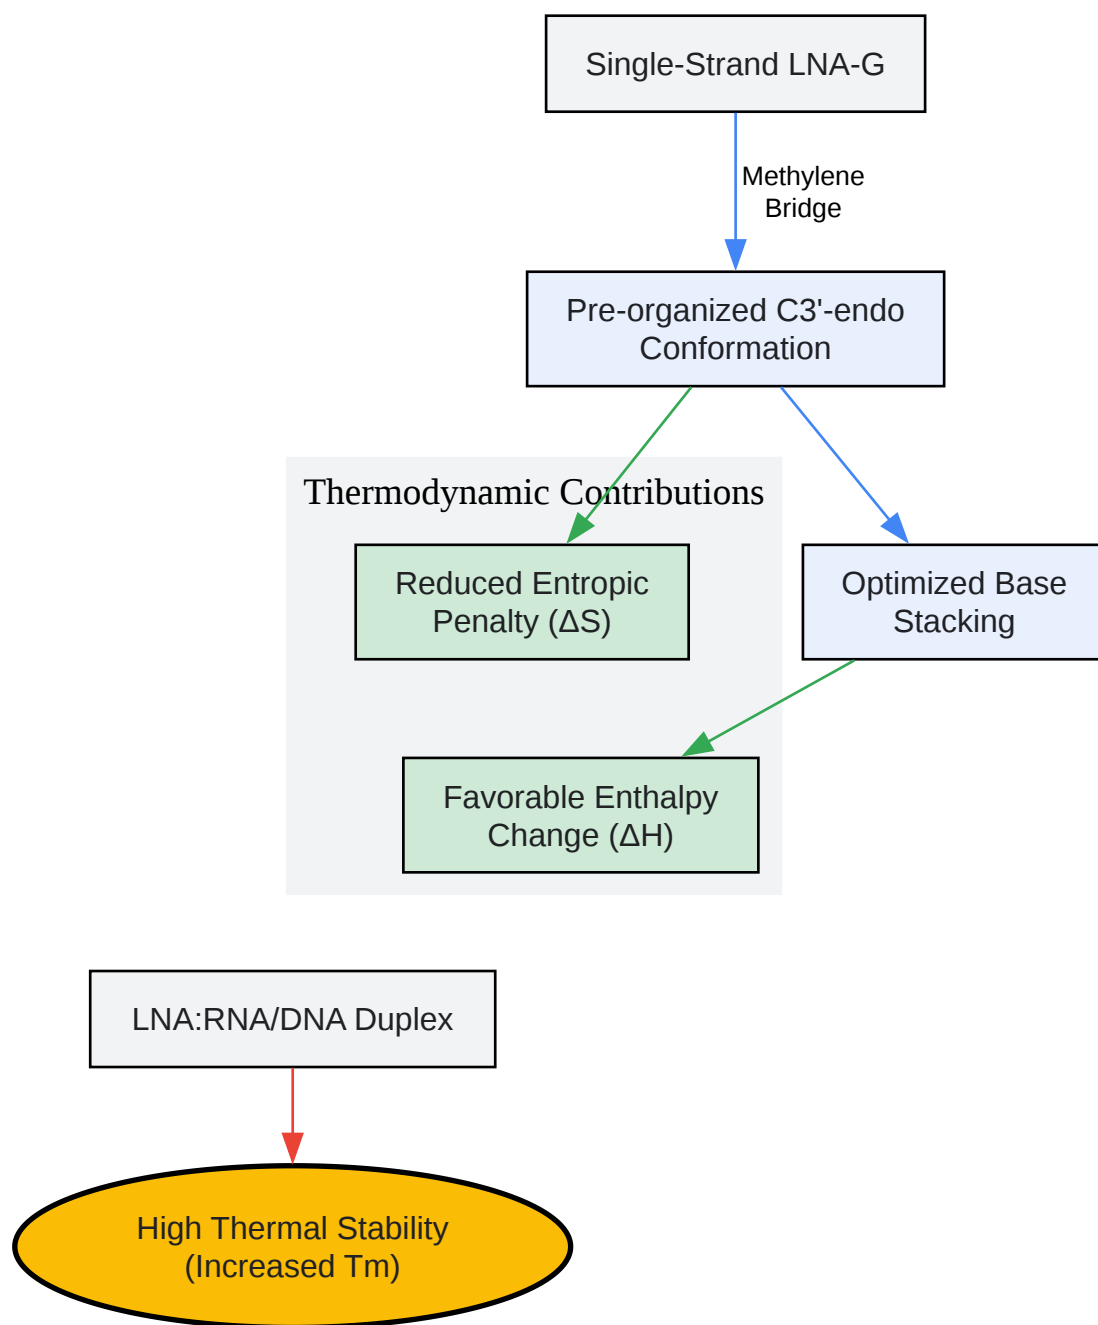 Single-Strand LNA-G
Methylene
Bridge
Pre-organized C3'-endo
Conformation
Thermodynamic Contributions
Reduced Entropic
Penalty (ΔS)
Optimized Base
Stacking
Favorable Enthalpy
Change (ΔH)
LNA:RNA/DNA Duplex
High Thermal Stability
(Increased Tm)